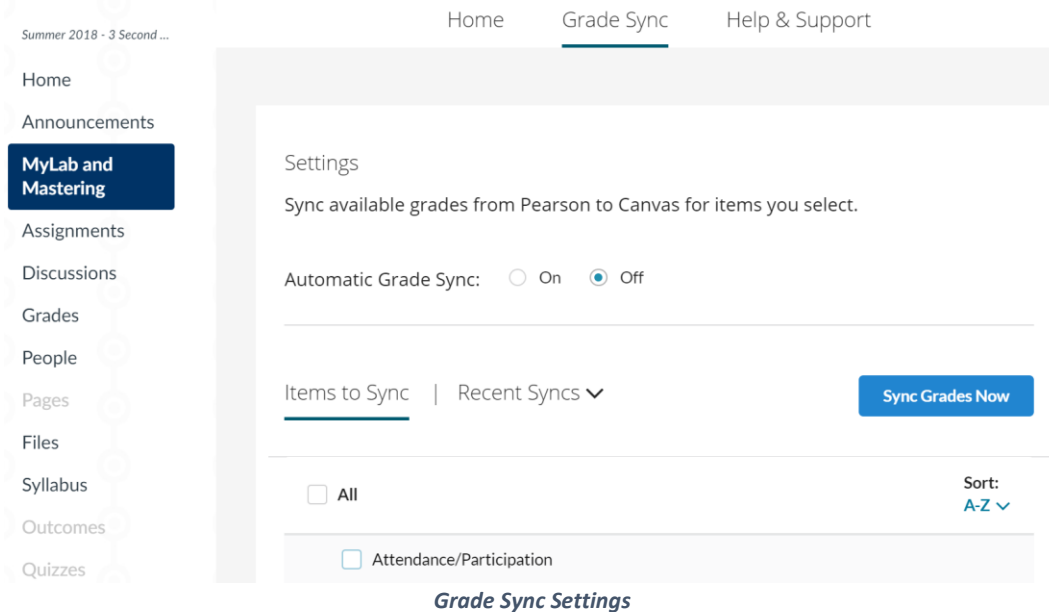 Summer 2018 - 3 Second ...
Home
Announcements
MyLab and
Mastering
Assignments
Discussions
Grades
People
Pages
Files
Syllabus
Outcomes
Quizzes
Home Grade Sync Help & Support
Settings
Sync available grades from Pearson to Canvas for items you select.
Automatic Grade Sync: On Off
Items to Sync | Recent Syncs
Sync Grades Now
All
Sort:
A-Z
Attendance/Participation
Grade Sync Settings